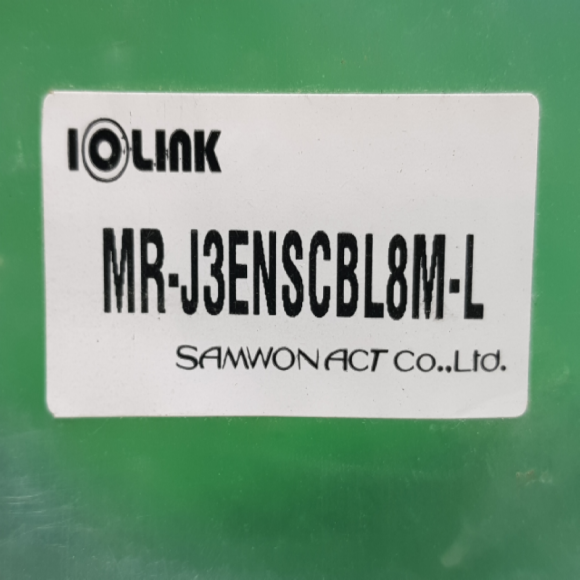 IOLINK
MR-J3ENSCBL8M-L
SAMWON ACT Co.,Ltd.